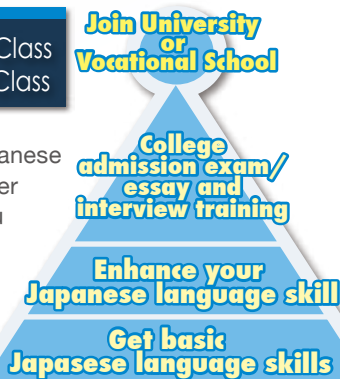 Join University
or
Vocational School
Class
Class
anese
er
College
admission exam/
essay and
interview training
Enhance your
Japanese language skill
Get basic
Japasese language skills